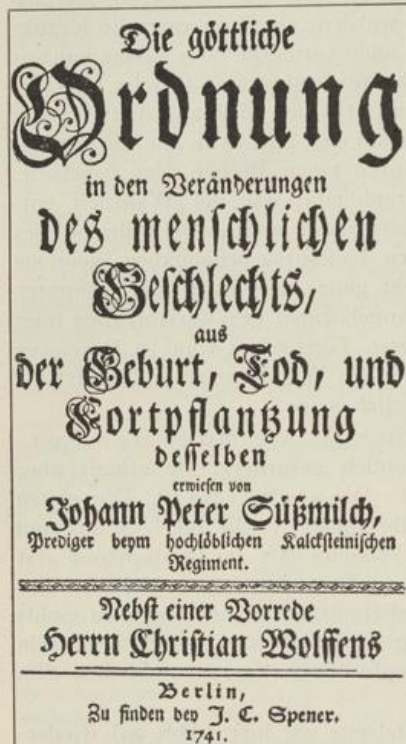 Die göttliche
Ordnung
in den Veränderungen
des menschlichen
Geschlechts,
aus
der Geburt, Tod, und
Fortpflantzung
desselben
erwiesen von
Johann Peter Süßmilch,
Prediger beym hochlöblichen Kalcksteinischen
Regiment.
Nebst einer Vorrede
Herrn Christian Wolffens
Berlin,
Zu finden bey J. C. Spener.
1741.